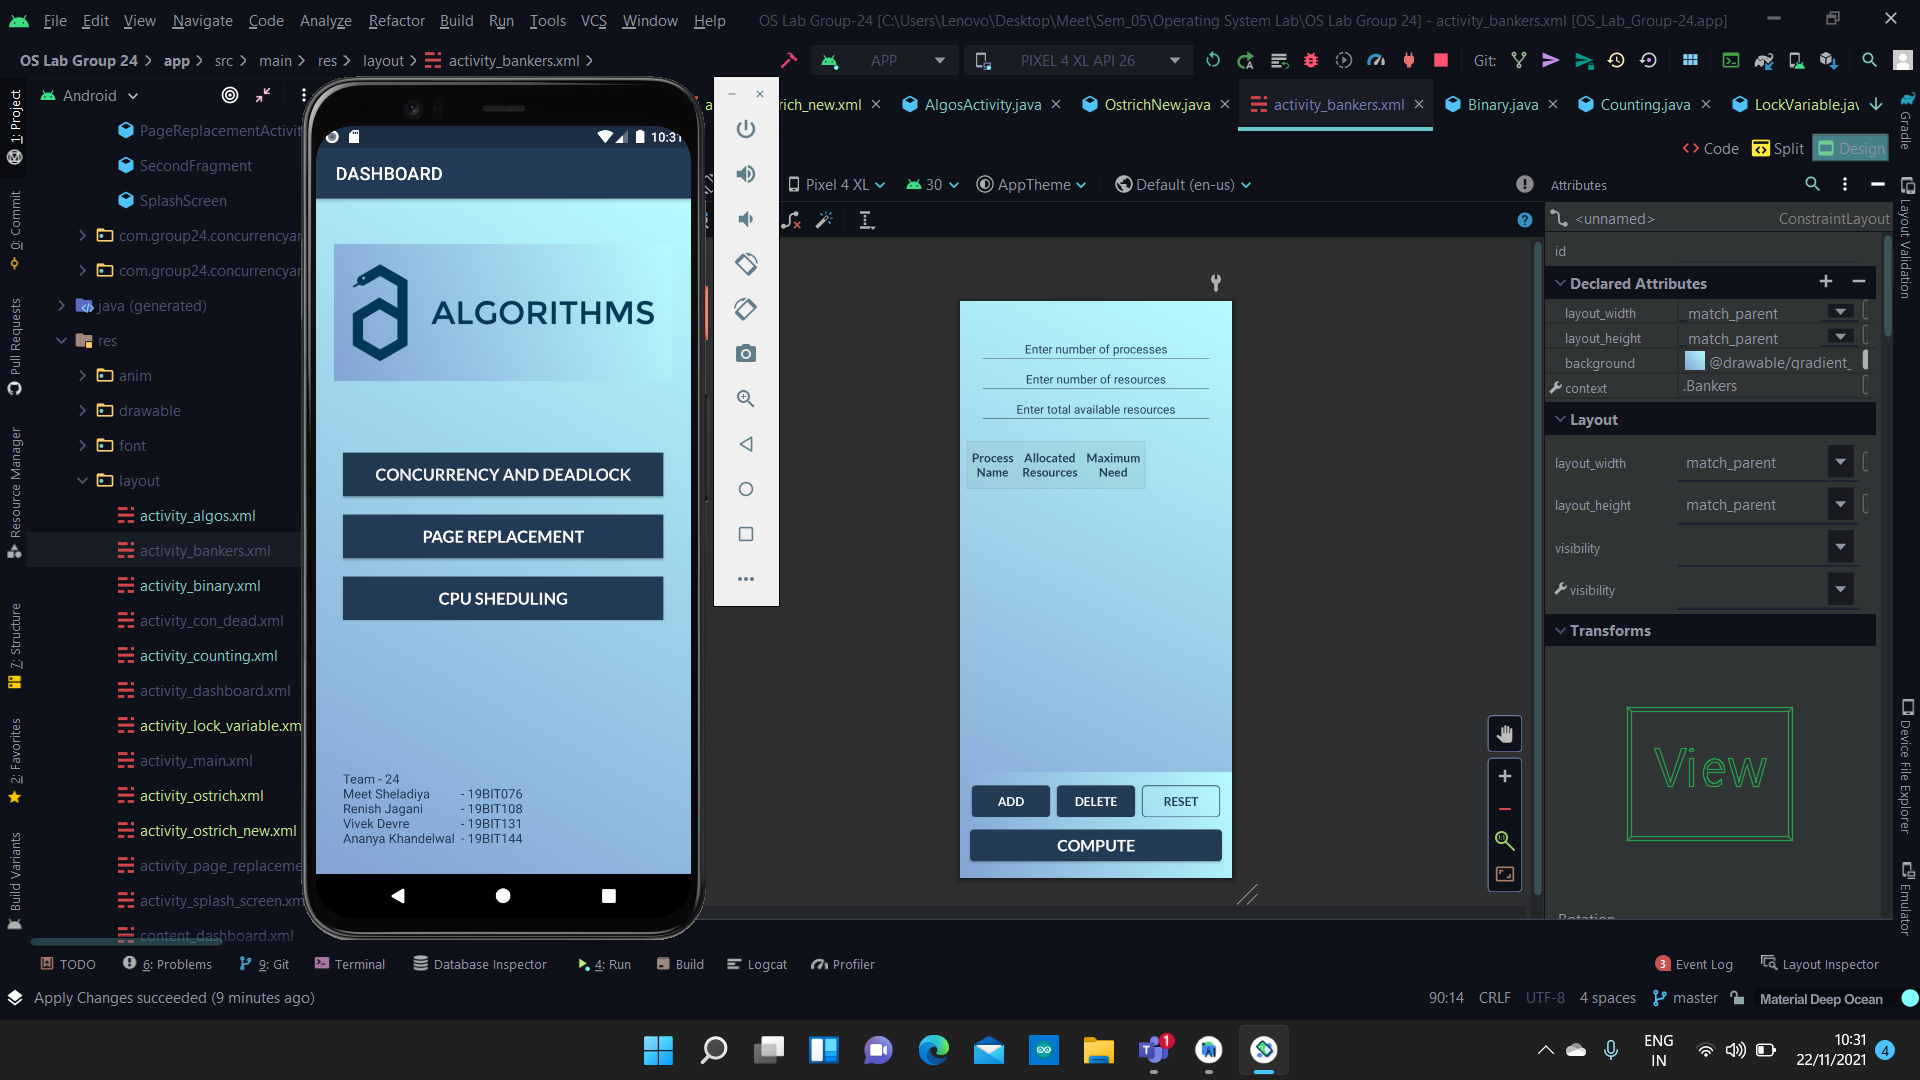 File Edit View Navigate Code Analyze Refactor Build Run Tools VCS Window Help OS Lab Group-24 [C:\Users\Lenovo\Desktop\Meet\Sem_05\Operating System Lab\OS Lab Group 24] - activity_bankers.xml [OS_Lab_Group-24.app]
OS Lab Group 24 app src main res layout activity_bankers.xml APP PIXEL 4 XL API 26 Git:
Android
rch_new.xml AlgosActivity.java OstrichNew.java activity_bankers.xml Binary.java Counting.java LockVariable.jav
Code Split Design
Pixel 4 XL 30 AppTheme Default (en-us)
1: Project
0: Commit
Pull Requests
Resource Manager
7: Structure
2: Favorites
Build Variants
PageReplacementActivit
SecondFragment
SplashScreen
com.group24.concurrencyar
com.group24.concurrencyar
java (generated)
res
anim
drawable
font
layout
activity_algos.xml
activity_bankers.xml
activity_binary.xml
activity_con_dead.xml
activity_counting.xml
activity_dashboard.xml
activity_lock_variable.xm
activity_main.xml
activity_ostrich.xml
activity_ostrich_new.xml
activity_page_replaceme
activity_splash_screen.xm
content_dashboard.xml
10:31
DASHBOARD
ALGORITHMS
CONCURRENCY AND DEADLOCK
PAGE REPLACEMENT
CPU SHEDULING
Team - 24
Meet Sheladiya - 19BIT076
Renish Jagani - 19BIT108
Vivek Devre - 19BIT131
Ananya Khandelwal - 19BIT144
Enter number of processes
Enter number of resources
Enter total available resources
Process Allocated Maximum
Name Resources Need
ADD DELETE RESET
COMPUTE
Attributes
<unnamed> ConstraintLayout
id
Declared Attributes
layout_width match_parent
layout_height match_parent
background @drawable/gradient_
context .Bankers
Layout
layout_width match_parent
layout_height match_parent
visibility
visibility
Transforms
View
Rotation
Gradle
Layout Validation
Device File Explorer
Emulator
TODO 6: Problems 9: Git Terminal Database Inspector 4: Run Build Logcat Profiler 3 Event Log Layout Inspector
Apply Changes succeeded (9 minutes ago) 90:14 CRLF UTF-8 4 spaces master Material Deep Ocean
1
ENG
IN
10:31
22/11/2021
4